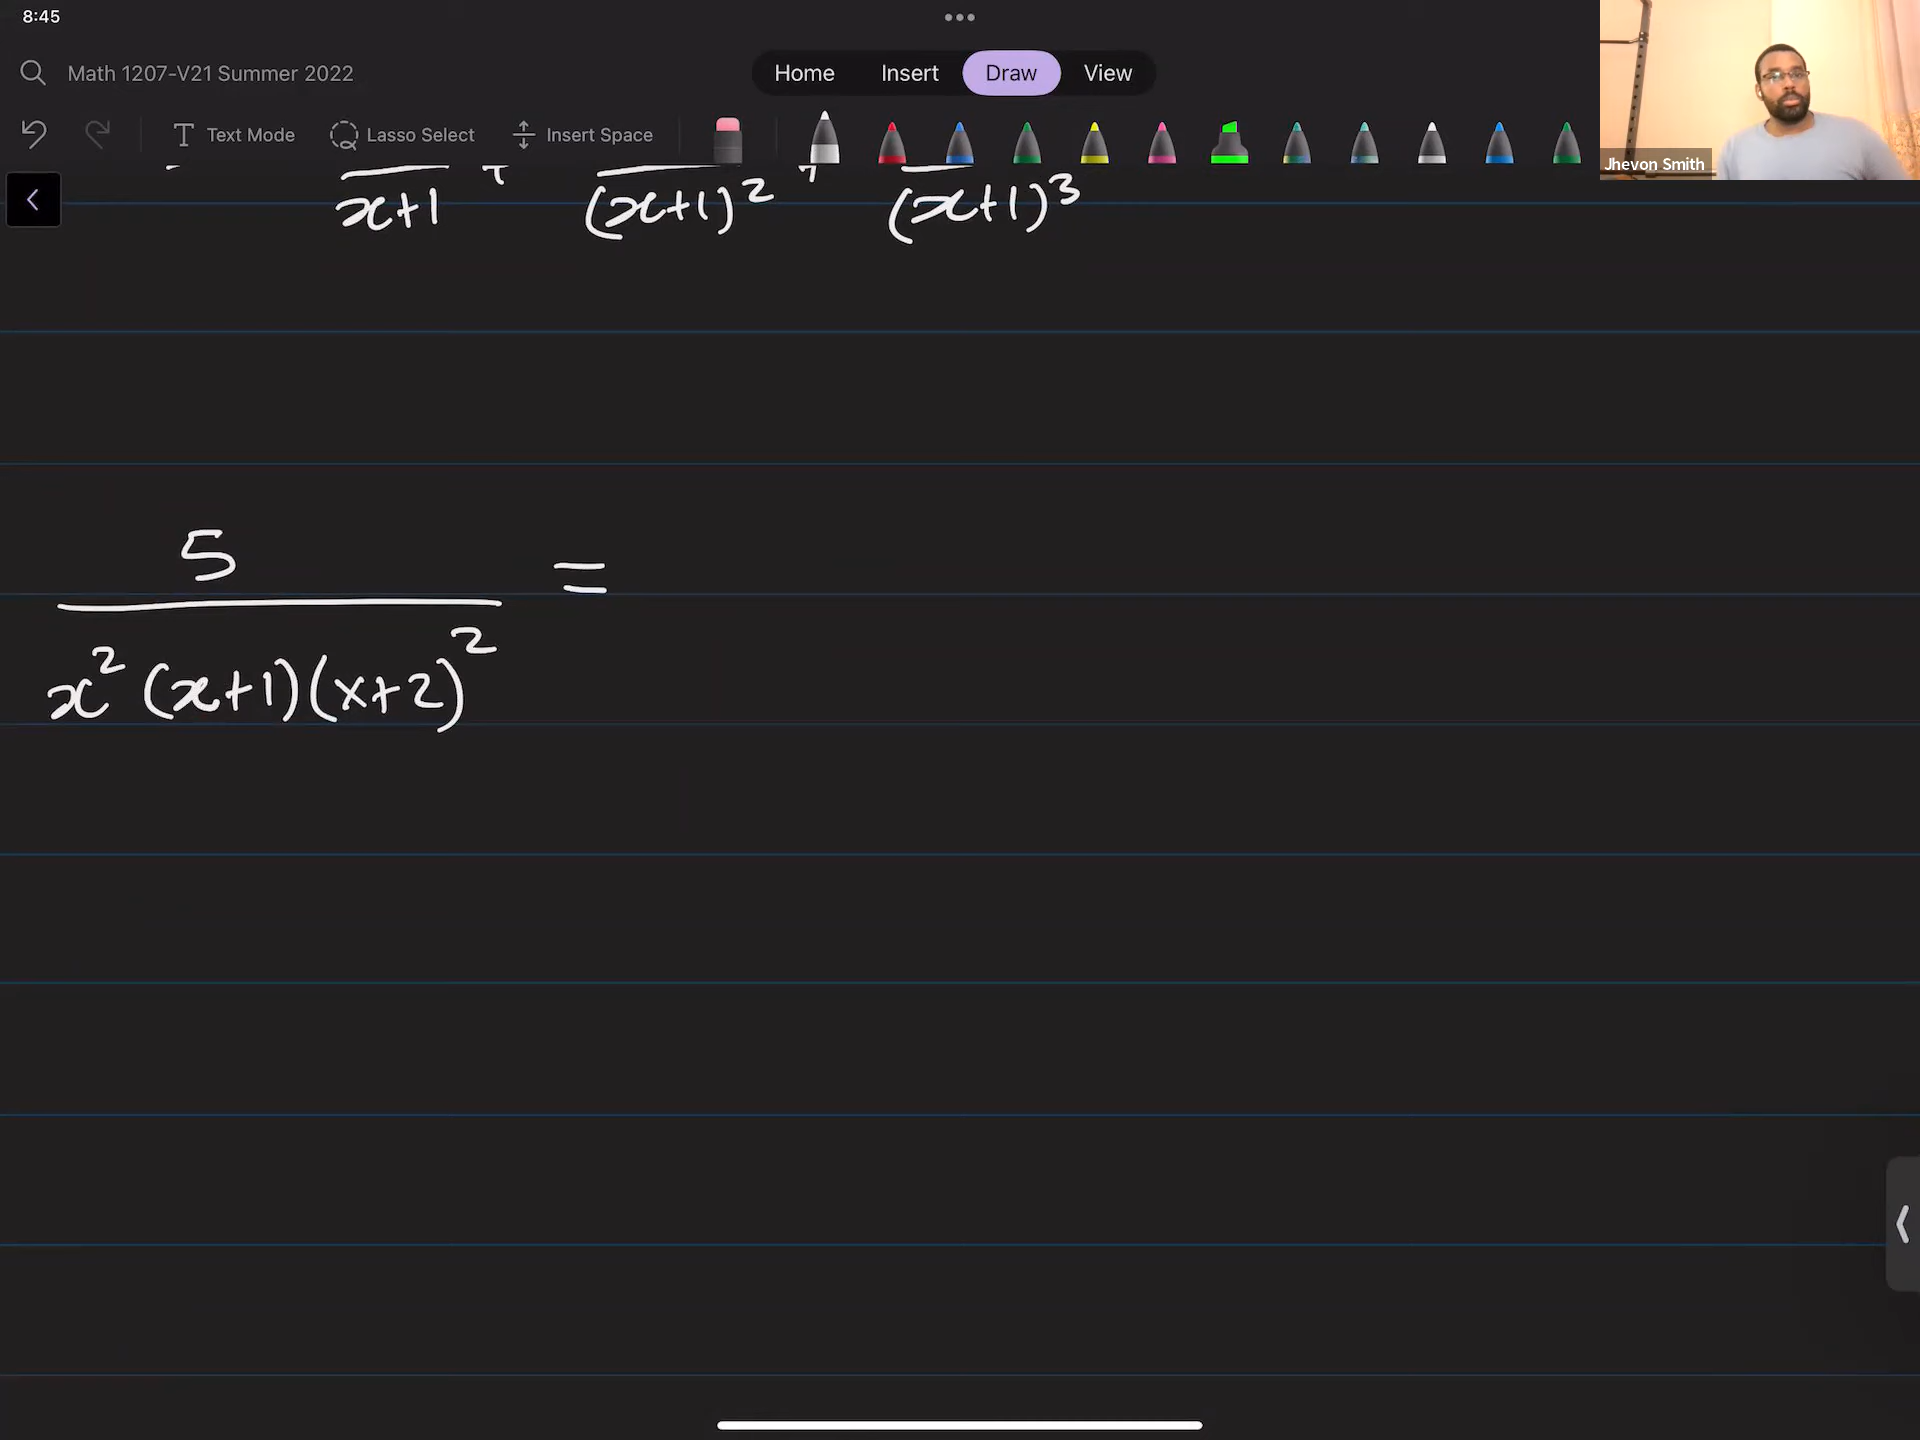 8:45
Math 1207-V21 Summer 2022
Home Insert Draw View
Text Mode Lasso Select Insert Space
Jhevon Smith
x+1 + (x+1)² + (x+1)³
5
=
x²(x+1)(x+2)²